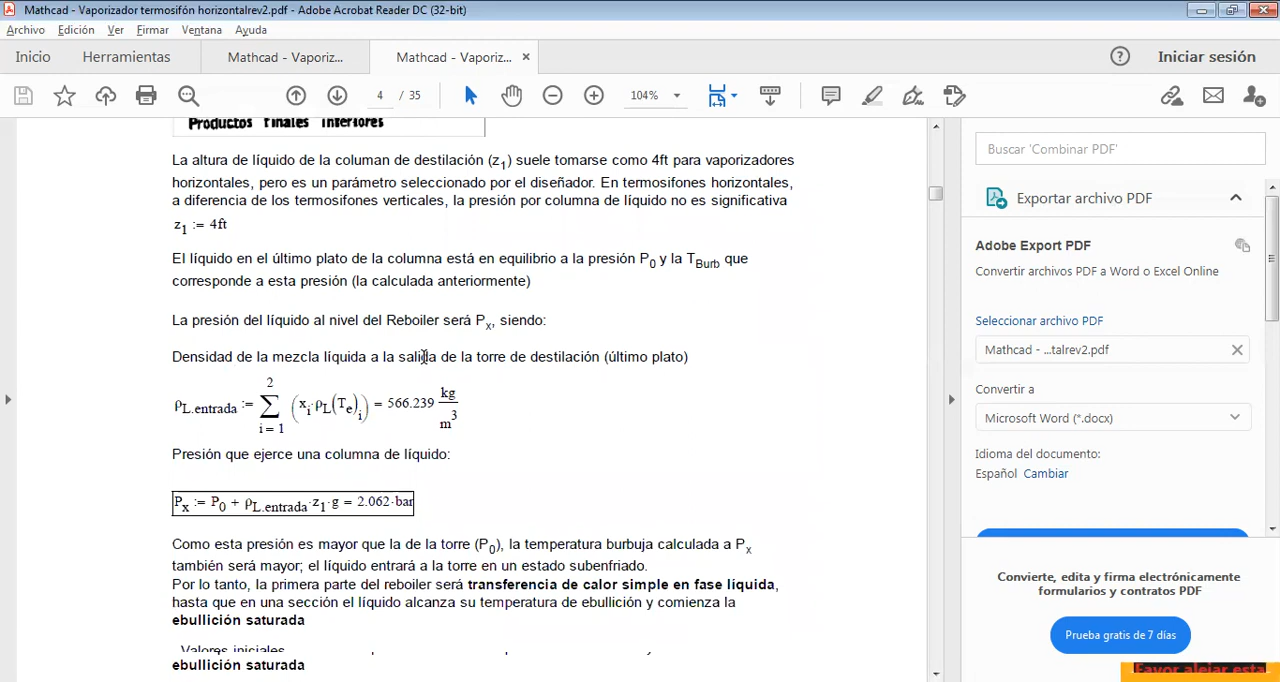 Mathcad - Vaporizador termosifón horizontalrev2.pdf - Adobe Acrobat Reader DC (32-bit)
Archivo Edición Ver Firmar Ventana Ayuda
Inicio Herramientas Mathcad - Vaporiz... Mathcad - Vaporiz... × Iniciar sesión
4 / 35 104%
Productos finales inferiores
La altura de líquido de la columan de destilación (z1) suele tomarse como 4ft para vaporizadores
horizontales, pero es un parámetro seleccionado por el diseñador. En termosifones horizontales,
a diferencia de los termosifones verticales, la presión por columna de líquido no es significativa
z1 := 4ft
El líquido en el último plato de la columna está en equilibrio a la presión P0 y la TBurb que
corresponde a esta presión (la calculada anteriormente)
La presión del líquido al nivel del Reboiler será Px, siendo:
Densidad de la mezcla líquida a la salida de la torre de destilación (último plato)
ρL.entrada := 2 ∑ i = 1 (xi·ρL(Te)i) = 566.239 kg/m3
Presión que ejerce una columna de líquido:
Px := P0 + ρL.entrada·z1·g = 2.062·bar
Como esta presión es mayor que la de la torre (P0), la temperatura burbuja calculada a Px
también será mayor; el líquido entrará a la torre en un estado subenfriado.
Por lo tanto, la primera parte del reboiler será transferencia de calor simple en fase líquida,
hasta que en una sección el líquido alcanza su temperatura de ebullición y comienza la
ebullición saturada
Valores iniciales
ebullición saturada
Buscar 'Combinar PDF'
Exportar archivo PDF
Adobe Export PDF
Convertir archivos PDF a Word o Excel Online
Seleccionar archivo PDF
Mathcad - ...talrev2.pdf
Convertir a
Microsoft Word (*.docx)
Idioma del documento:
Español Cambiar
Convierte, edita y firma electrónicamente
formularios y contratos PDF
Prueba gratis de 7 días
Favor alejar esta